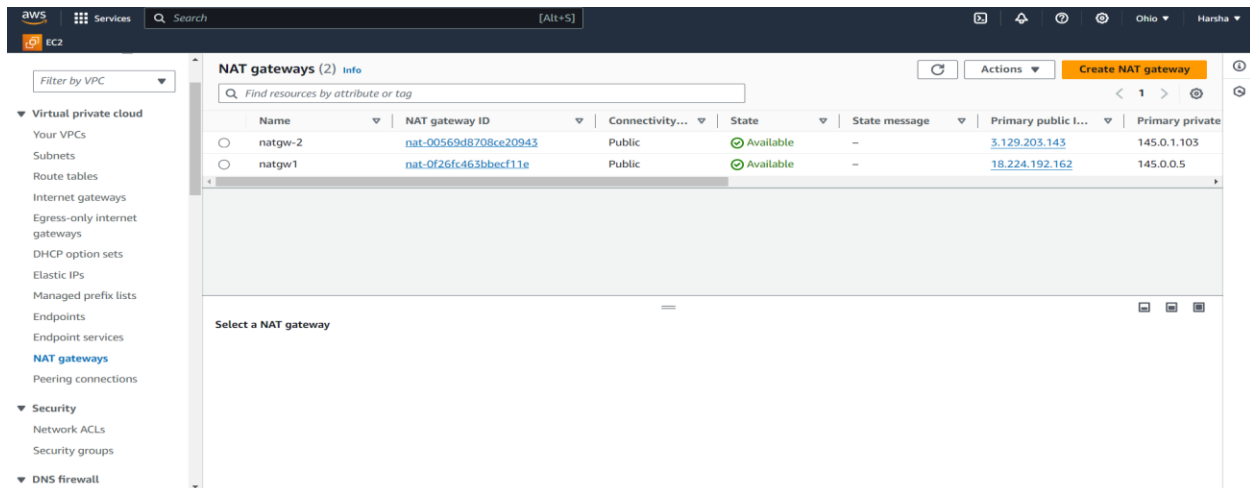 aws Services Search [Alt+S] Ohio Harsha
EC2
Filter by VPC
Virtual private cloud
Your VPCs
Subnets
Route tables
Internet gateways
Egress-only internet
gateways
DHCP option sets
Elastic IPs
Managed prefix lists
Endpoints
Endpoint services
NAT gateways
Peering connections
Security
Network ACLs
Security groups
DNS firewall
NAT gateways (2) Info Actions Create NAT gateway
Find resources by attribute or tag 1
Name NAT gateway ID Connectivity... State State message Primary public I... Primary private
natgw-2 nat-00569d8708ce20943 Public Available – 3.129.203.143 145.0.1.103
natgw1 nat-0f26fc463bbecf11e Public Available – 18.224.192.162 145.0.0.5
Select a NAT gateway